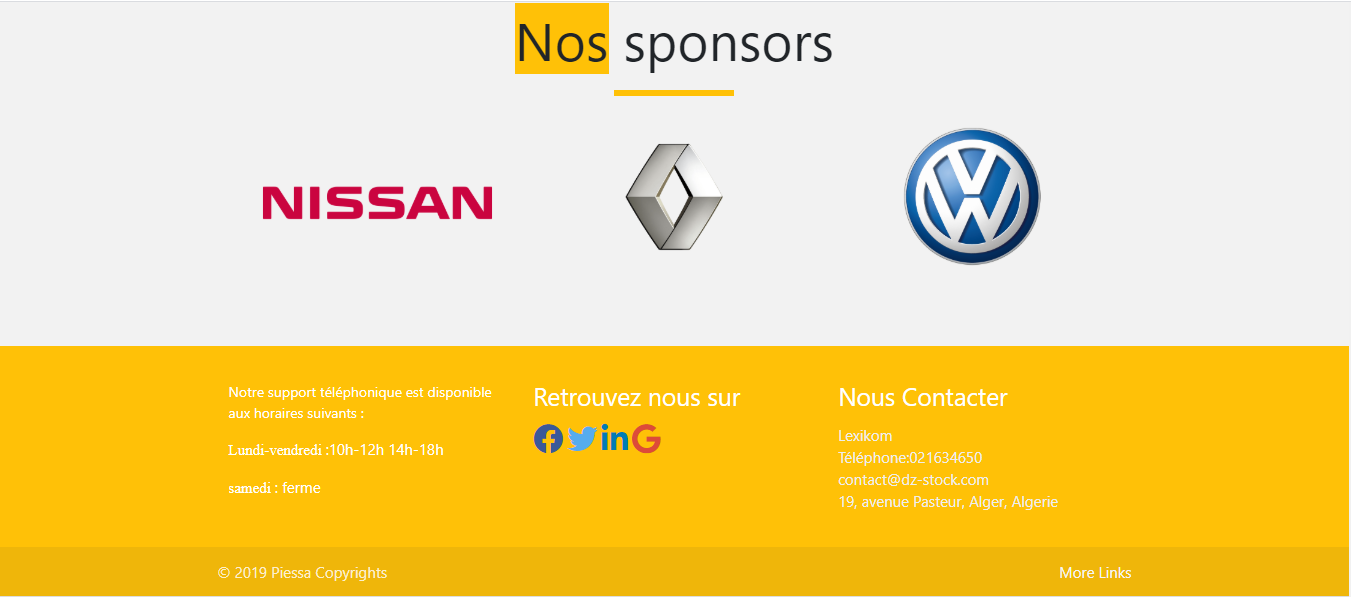 Nos sponsors
NISSAN
Notre support téléphonique est disponible
aux horaires suivants :
Lundi-vendredi :10h-12h 14h-18h
samedi : ferme
Retrouvez nous sur
in
G
Nous Contacter
Lexikom
Téléphone:021634650
contact@dz-stock.com
19, avenue Pasteur, Alger, Algerie
© 2019 Piessa Copyrights
More Links